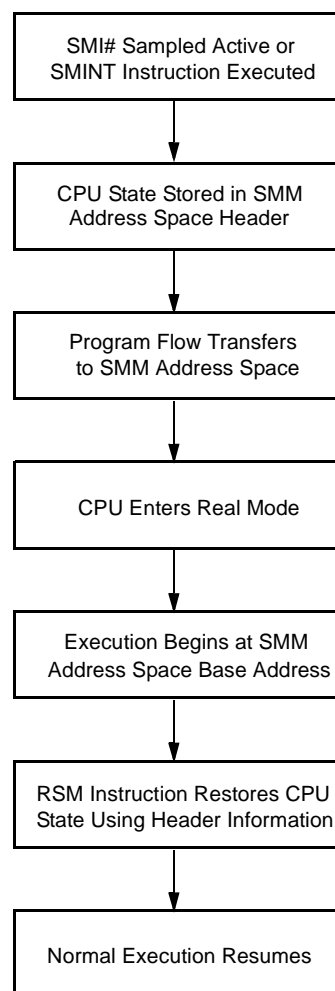 SMI# Sampled Active or
SMINT Instruction Executed
CPU State Stored in SMM
Address Space Header
Program Flow Transfers
to SMM Address Space
CPU Enters Real Mode
Execution Begins at SMM
Address Space Base Address
RSM Instruction Restores CPU
State Using Header Information
Normal Execution Resumes